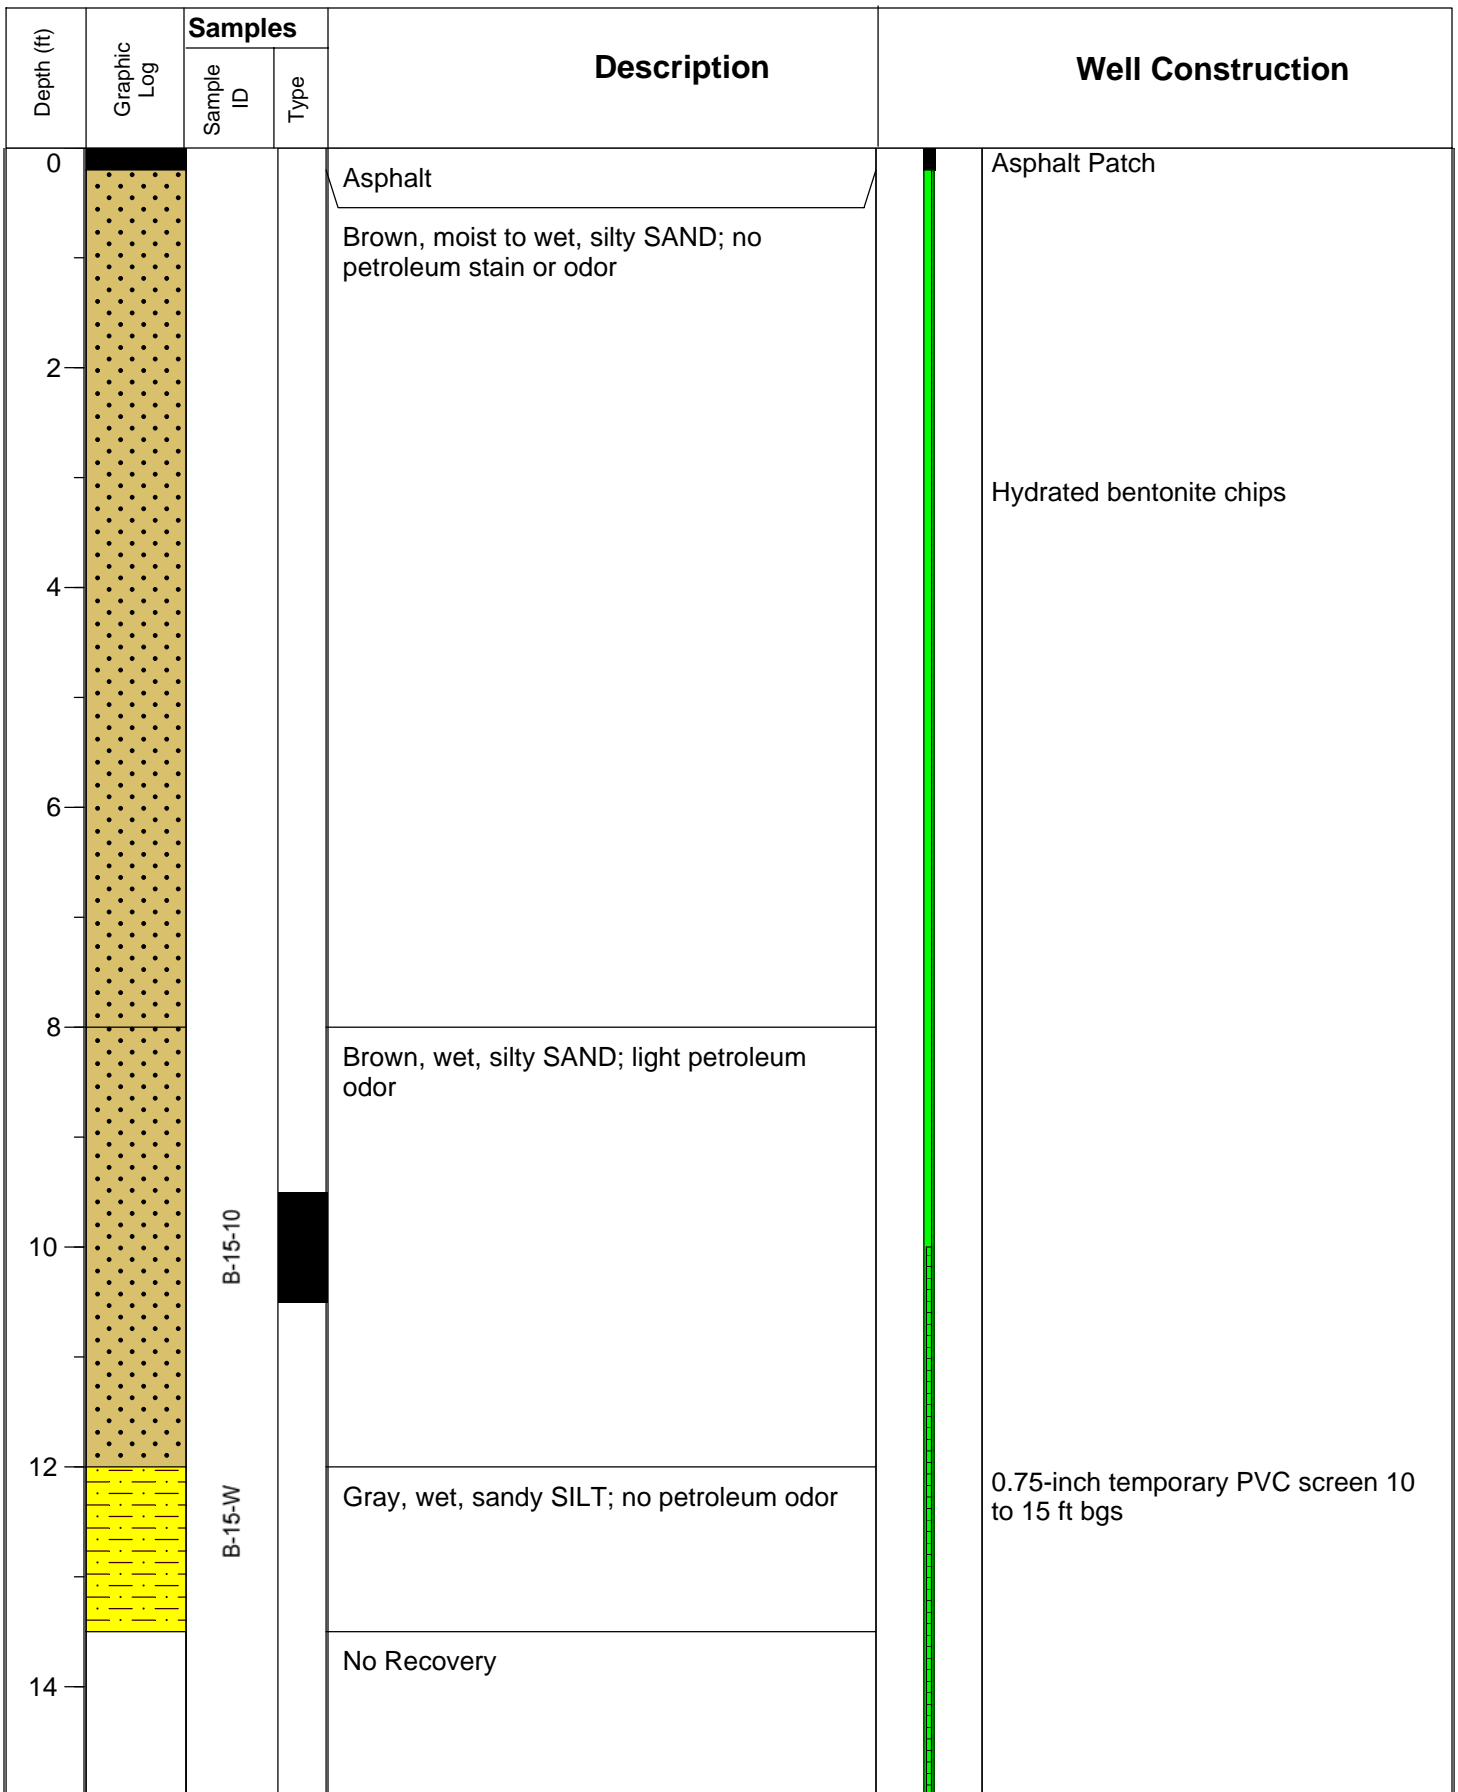 Depth (ft)
Graphic
Log
Samples
Sample
ID
Type
Description
Well Construction
0
Asphalt
Asphalt Patch
Brown, moist to wet, silty SAND; no
petroleum stain or odor
2
Hydrated bentonite chips
4
6
8
Brown, wet, silty SAND; light petroleum
odor
10
B-15-10
12
Gray, wet, sandy SILT; no petroleum odor
B-15-W
0.75-inch temporary PVC screen 10
to 15 ft bgs
No Recovery
14